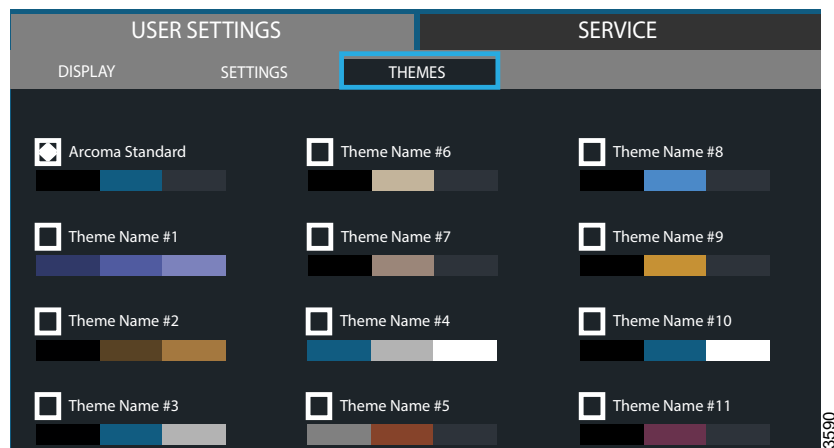 USER SETTINGS
SERVICE
DISPLAY
SETTINGS
THEMES
Arcoma Standard
Theme Name #6
Theme Name #8
Theme Name #1
Theme Name #7
Theme Name #9
Theme Name #2
Theme Name #4
Theme Name #10
Theme Name #3
Theme Name #5
Theme Name #11
3590